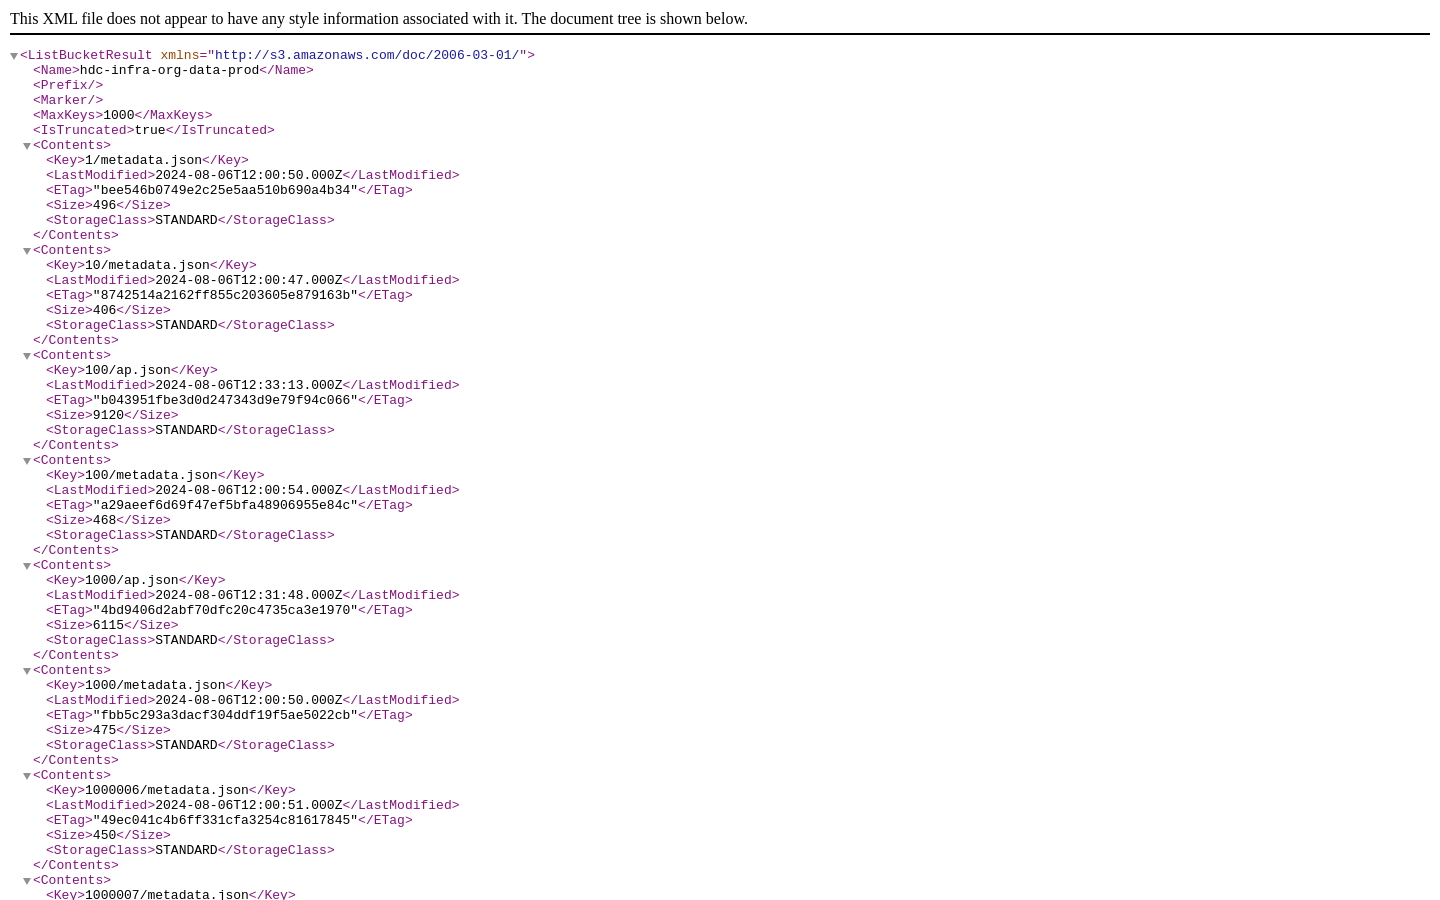 This XML file does not appear to have any style information associated with it. The document tree is shown below.
<ListBucketResult xmlns="http://s3.amazonaws.com/doc/2006-03-01/">
<Name>hdc-infra-org-data-prod</Name>
<Prefix/>
<Marker/>
<MaxKeys>1000</MaxKeys>
<IsTruncated>true</IsTruncated>
<Contents>
<Key>1/metadata.json</Key>
<LastModified>2024-08-06T12:00:50.000Z</LastModified>
<ETag>"bee546b0749e2c25e5aa510b690a4b34"</ETag>
<Size>496</Size>
<StorageClass>STANDARD</StorageClass>
</Contents>
<Contents>
<Key>10/metadata.json</Key>
<LastModified>2024-08-06T12:00:47.000Z</LastModified>
<ETag>"8742514a2162ff855c203605e879163b"</ETag>
<Size>406</Size>
<StorageClass>STANDARD</StorageClass>
</Contents>
<Contents>
<Key>100/ap.json</Key>
<LastModified>2024-08-06T12:33:13.000Z</LastModified>
<ETag>"b043951fbe3d0d247343d9e79f94c066"</ETag>
<Size>9120</Size>
<StorageClass>STANDARD</StorageClass>
</Contents>
<Contents>
<Key>100/metadata.json</Key>
<LastModified>2024-08-06T12:00:54.000Z</LastModified>
<ETag>"a29aeef6d69f47ef5bfa48906955e84c"</ETag>
<Size>468</Size>
<StorageClass>STANDARD</StorageClass>
</Contents>
<Contents>
<Key>1000/ap.json</Key>
<LastModified>2024-08-06T12:31:48.000Z</LastModified>
<ETag>"4bd9406d2abf70dfc20c4735ca3e1970"</ETag>
<Size>6115</Size>
<StorageClass>STANDARD</StorageClass>
</Contents>
<Contents>
<Key>1000/metadata.json</Key>
<LastModified>2024-08-06T12:00:50.000Z</LastModified>
<ETag>"fbb5c293a3dacf304ddf19f5ae5022cb"</ETag>
<Size>475</Size>
<StorageClass>STANDARD</StorageClass>
</Contents>
<Contents>
<Key>1000006/metadata.json</Key>
<LastModified>2024-08-06T12:00:51.000Z</LastModified>
<ETag>"49ec041c4b6ff331cfa3254c81617845"</ETag>
<Size>450</Size>
<StorageClass>STANDARD</StorageClass>
</Contents>
<Contents>
<Key>1000007/metadata.json</Key>